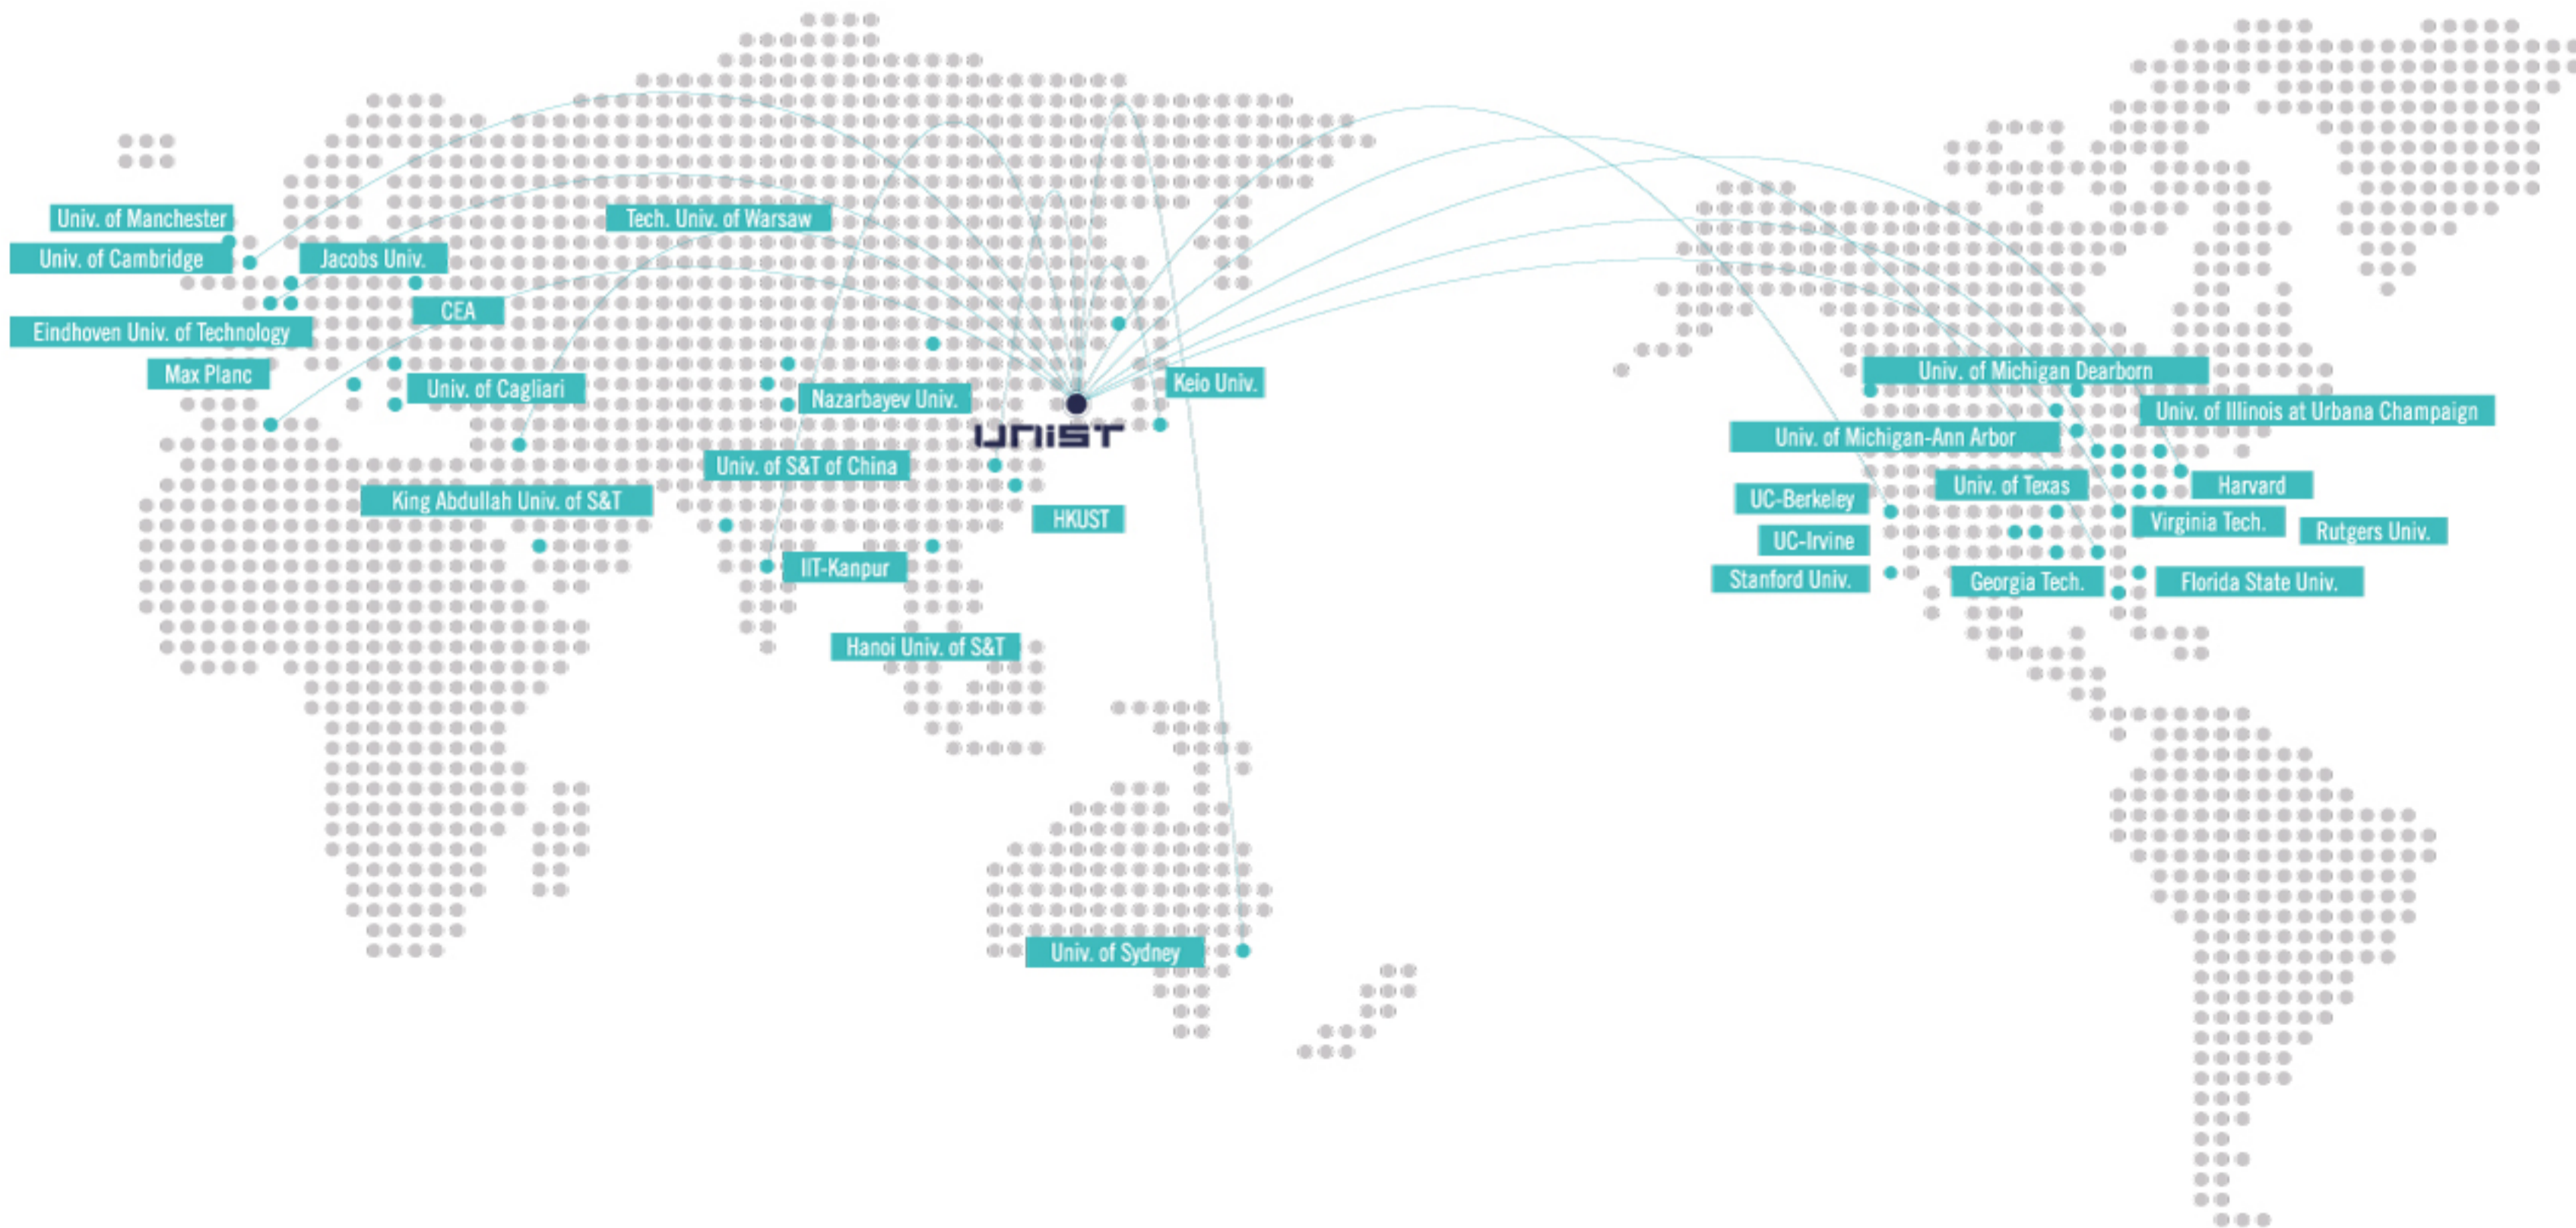 Univ. of Manchester
Tech. Univ. of Warsaw
Univ. of Cambridge
Jacobs Univ.
CEA
Eindhoven Univ. of Technology
Max Planc
Univ. of Cagliari
Nazarbayev Univ.
Keio Univ.
UNIST
Univ. of S&T of China
King Abdullah Univ. of S&T
HKUST
IIT-Kanpur
Hanoi Univ. of S&T
Univ. of Sydney
Univ. of Michigan Dearborn
Univ. of Illinois at Urbana Champaign
Univ. of Michigan-Ann Arbor
Univ. of Texas
Harvard
UC-Berkeley
Virginia Tech.
Rutgers Univ.
UC-Irvine
Stanford Univ.
Georgia Tech.
Florida State Univ.